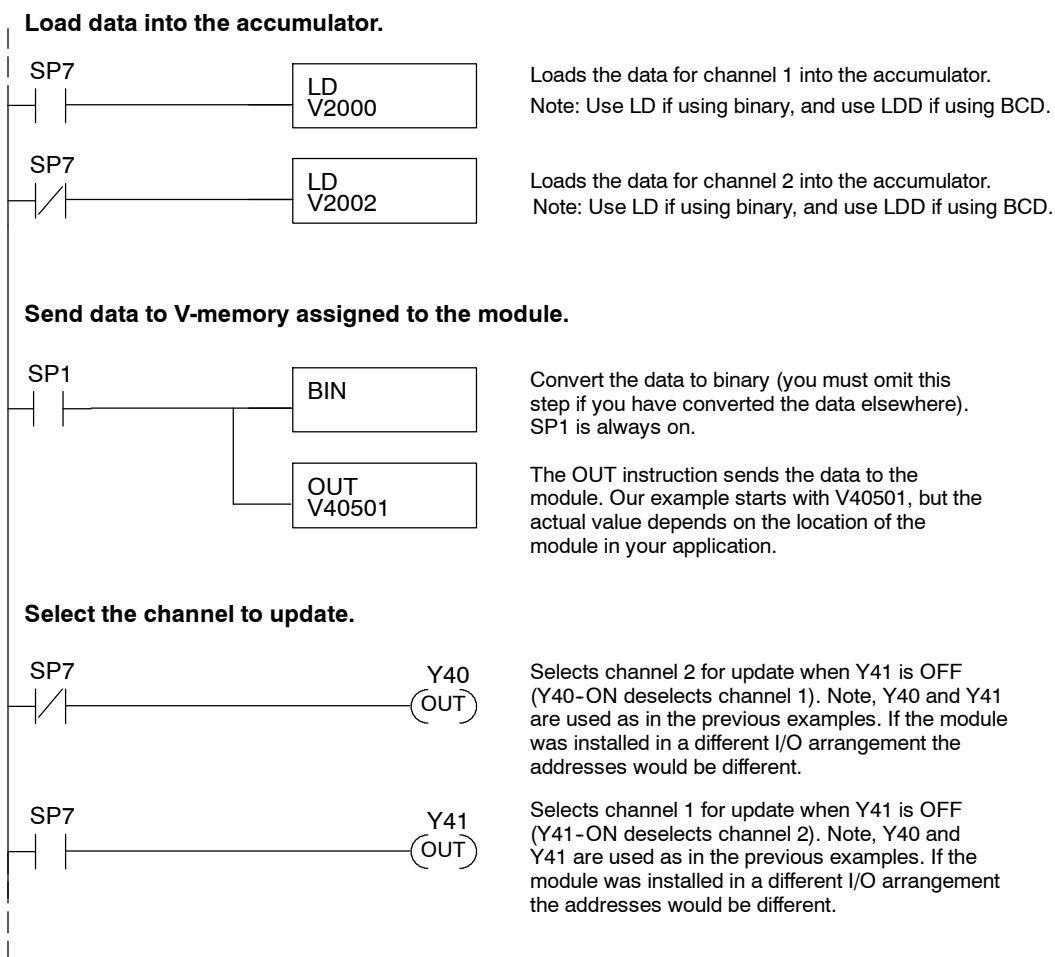 Load data into the accumulator.
SP7
LD
V2000
Loads the data for channel 1 into the accumulator.
Note: Use LD if using binary, and use LDD if using BCD.
SP7
LD
V2002
Loads the data for channel 2 into the accumulator.
Note: Use LD if using binary, and use LDD if using BCD.
Send data to V-memory assigned to the module.
SP1
BIN
Convert the data to binary (you must omit this
step if you have converted the data elsewhere).
SP1 is always on.
OUT
V40501
The OUT instruction sends the data to the
module. Our example starts with V40501, but the
actual value depends on the location of the
module in your application.
Select the channel to update.
SP7
Y40
OUT
Selects channel 2 for update when Y41 is OFF
(Y40-ON deselects channel 1). Note, Y40 and Y41
are used as in the previous examples. If the module
was installed in a different I/O arrangement the
addresses would be different.
SP7
Y41
OUT
Selects channel 1 for update when Y41 is OFF
(Y41-ON deselects channel 2). Note, Y40 and
Y41 are used as in the previous examples. If the
module was installed in a different I/O arrangement
the addresses would be different.